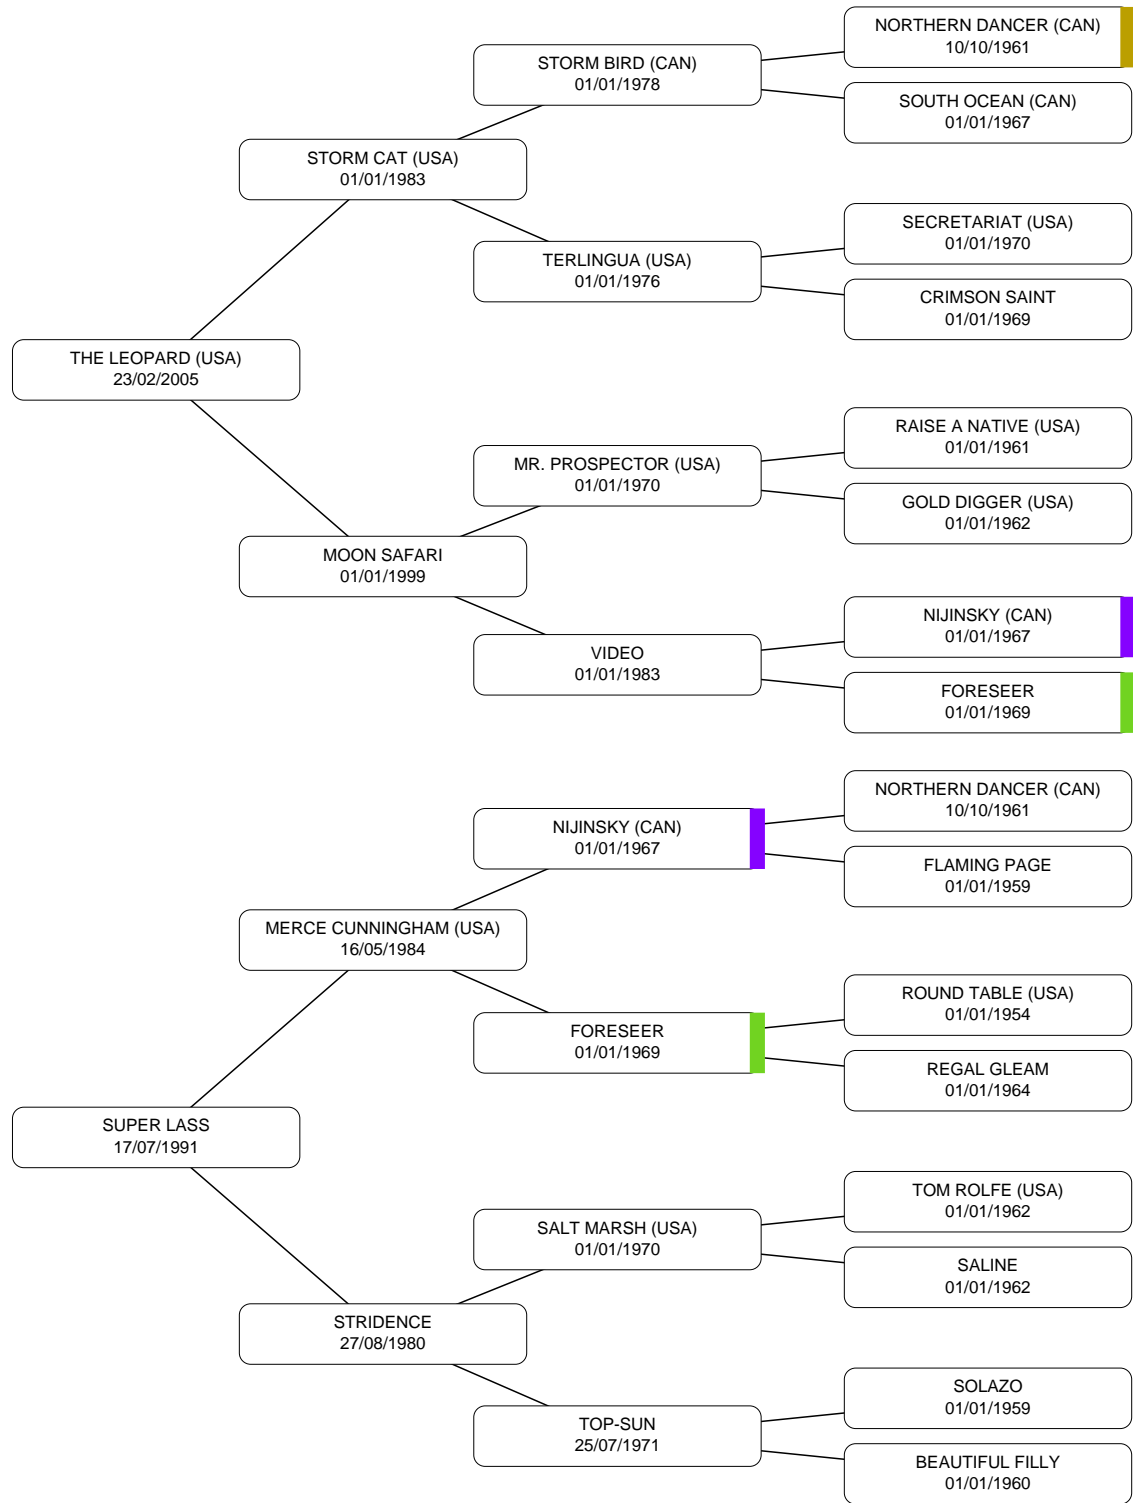 NORTHERN DANCER (CAN)
10/10/1961
STORM BIRD (CAN)
01/01/1978
SOUTH OCEAN (CAN)
01/01/1967
STORM CAT (USA)
01/01/1983
SECRETARIAT (USA)
01/01/1970
TERLINGUA (USA)
01/01/1976
CRIMSON SAINT
01/01/1969
THE LEOPARD (USA)
23/02/2005
RAISE A NATIVE (USA)
01/01/1961
MR. PROSPECTOR (USA)
01/01/1970
GOLD DIGGER (USA)
01/01/1962
MOON SAFARI
01/01/1999
NIJINSKY (CAN)
01/01/1967
VIDEO
01/01/1983
FORESEER
01/01/1969
NORTHERN DANCER (CAN)
10/10/1961
NIJINSKY (CAN)
01/01/1967
FLAMING PAGE
01/01/1959
MERCE CUNNINGHAM (USA)
16/05/1984
ROUND TABLE (USA)
01/01/1954
FORESEER
01/01/1969
REGAL GLEAM
01/01/1964
SUPER LASS
17/07/1991
TOM ROLFE (USA)
01/01/1962
SALT MARSH (USA)
01/01/1970
SALINE
01/01/1962
STRIDENCE
27/08/1980
SOLAZO
01/01/1959
TOP-SUN
25/07/1971
BEAUTIFUL FILLY
01/01/1960